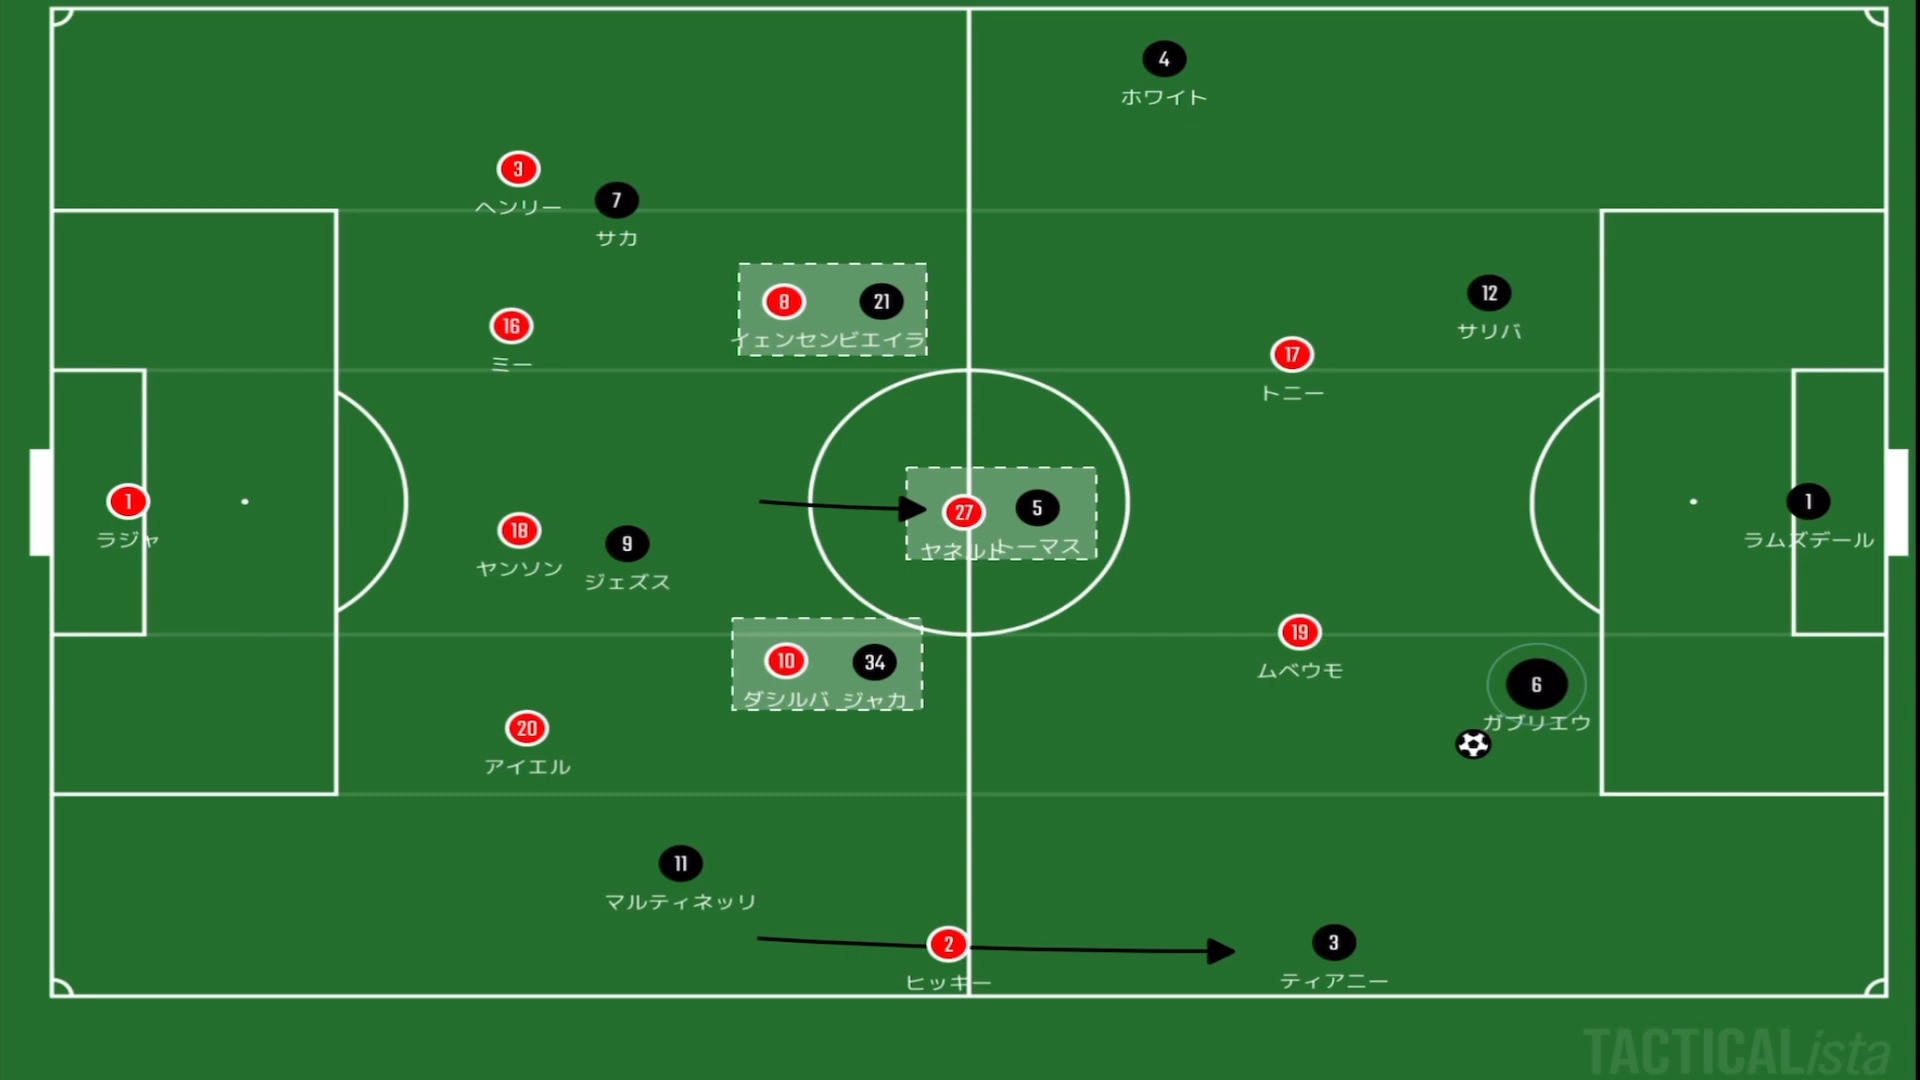 4
ホワイト
3
ヘンリー
7
サカ
8
21
イェンセン
ビエイラ
12
サリバ
16
ミー
17
トニー
1
ラジャ
18
ヤンソン
9
ジェズス
27
5
ヤネルト
トーマス
1
ラムズデール
19
ムベウモ
10
34
ダシルバ
ジャカ
6
ガブリエウ
20
アイエル
11
マルティネッリ
2
ヒッキー
3
ティアニー
TACTICALista